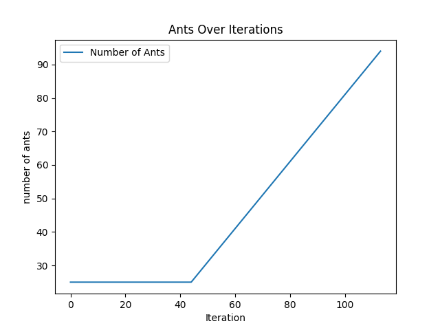 Ants Over Iterations
Number of Ants
number of ants
90
80
70
60
50
40
30
0 20 40 60 80 100
Iteration